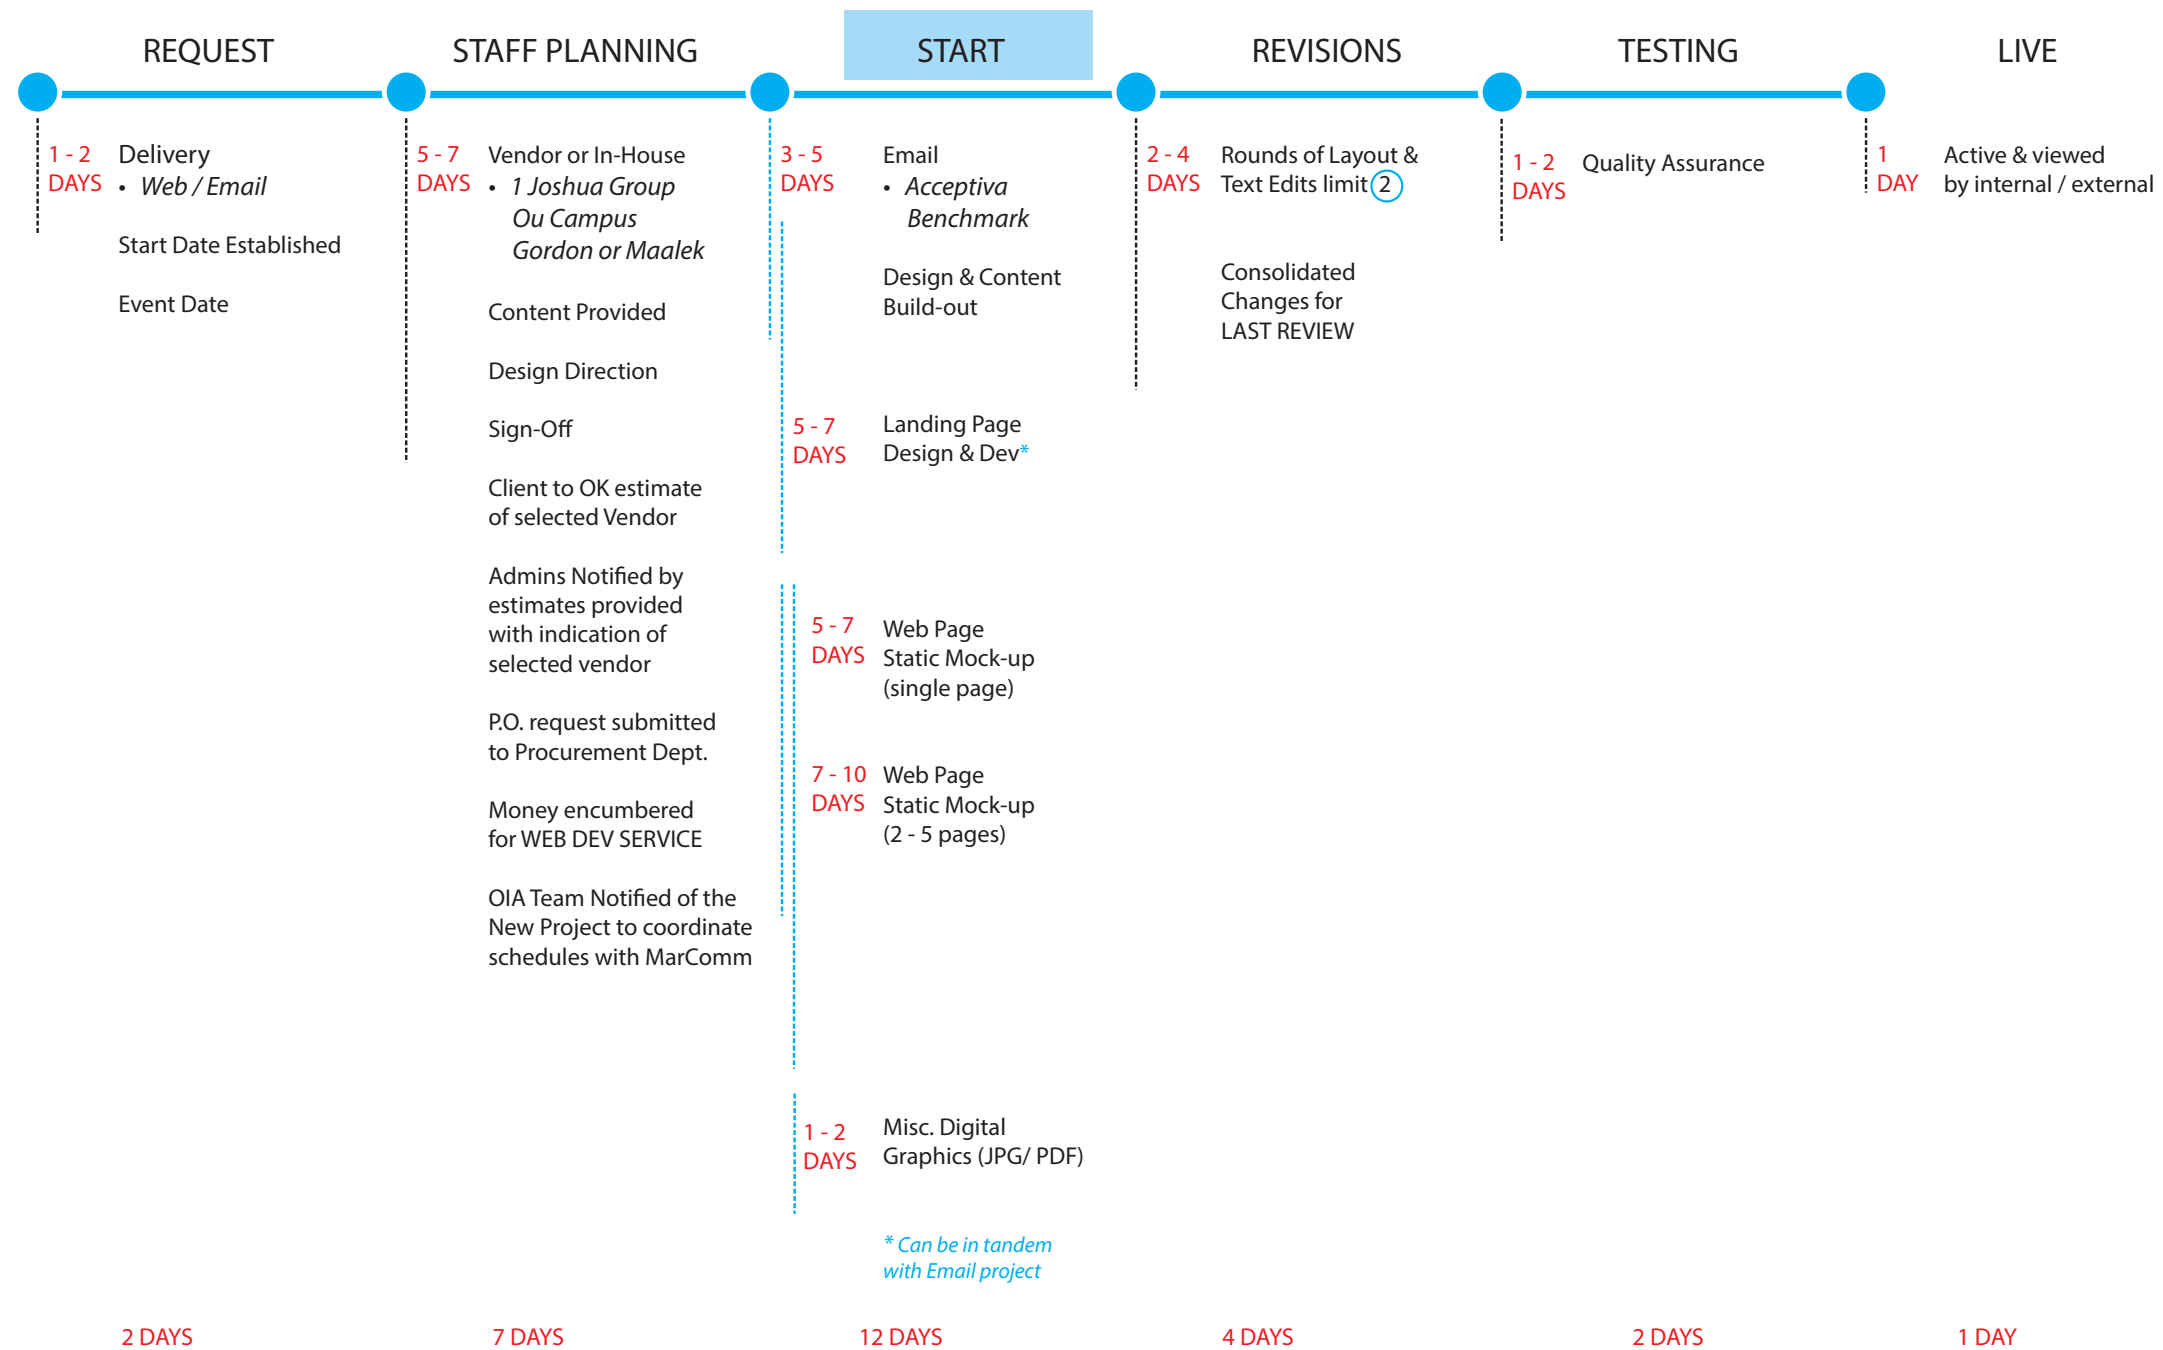 REQUEST
STAFF PLANNING
START
REVISIONS
TESTING
LIVE
1 - 2
DAYS
Delivery
• Web / Email
Start Date Established
Event Date
5 - 7
DAYS
Vendor or In-House
• 1 Joshua Group
Ou Campus
Gordon or Maalek
Content Provided
Design Direction
Sign-Off
Client to OK estimate
of selected Vendor
Admins Notified by
estimates provided
with indication of
selected vendor
P.O. request submitted
to Procurement Dept.
Money encumbered
for WEB DEV SERVICE
OIA Team Notified of the
New Project to coordinate
schedules with MarComm
3 - 5
DAYS
Email
• Acceptiva
Benchmark
Design & Content
Build-out
5 - 7
DAYS
Landing Page
Design & Dev*
5 - 7
DAYS
Web Page
Static Mock-up
(single page)
7 - 10
DAYS
Web Page
Static Mock-up
(2 - 5 pages)
1 - 2
DAYS
Misc. Digital
Graphics (JPG/ PDF)
* Can be in tandem
with Email project
2 - 4
DAYS
Rounds of Layout &
Text Edits limit 2
Consolidated
Changes for
LAST REVIEW
1 - 2
DAYS
Quality Assurance
1
DAY
Active & viewed
by internal / external
2 DAYS
7 DAYS
12 DAYS
4 DAYS
2 DAYS
1 DAY